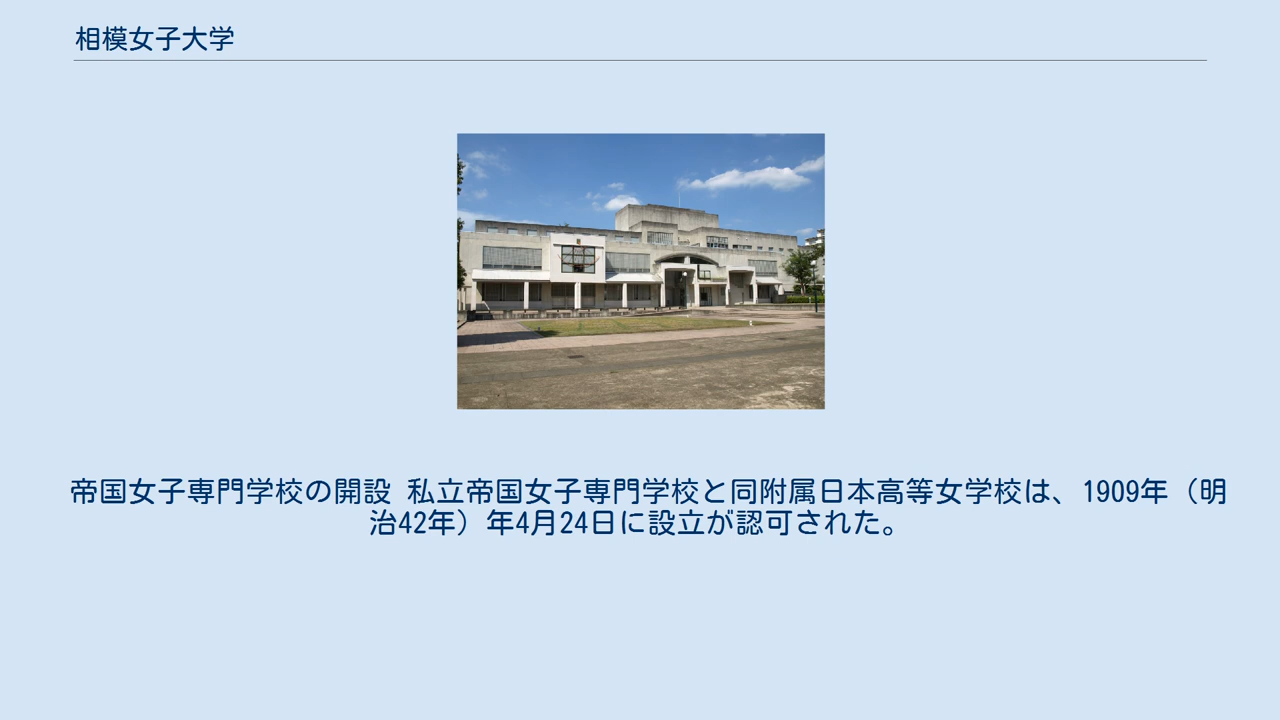 相模女子大学
帝国女子専門学校の開設 私立帝国女子専門学校と同附属日本高等女学校は、1909年（明
治42年）年4月24日に設立が認可された。